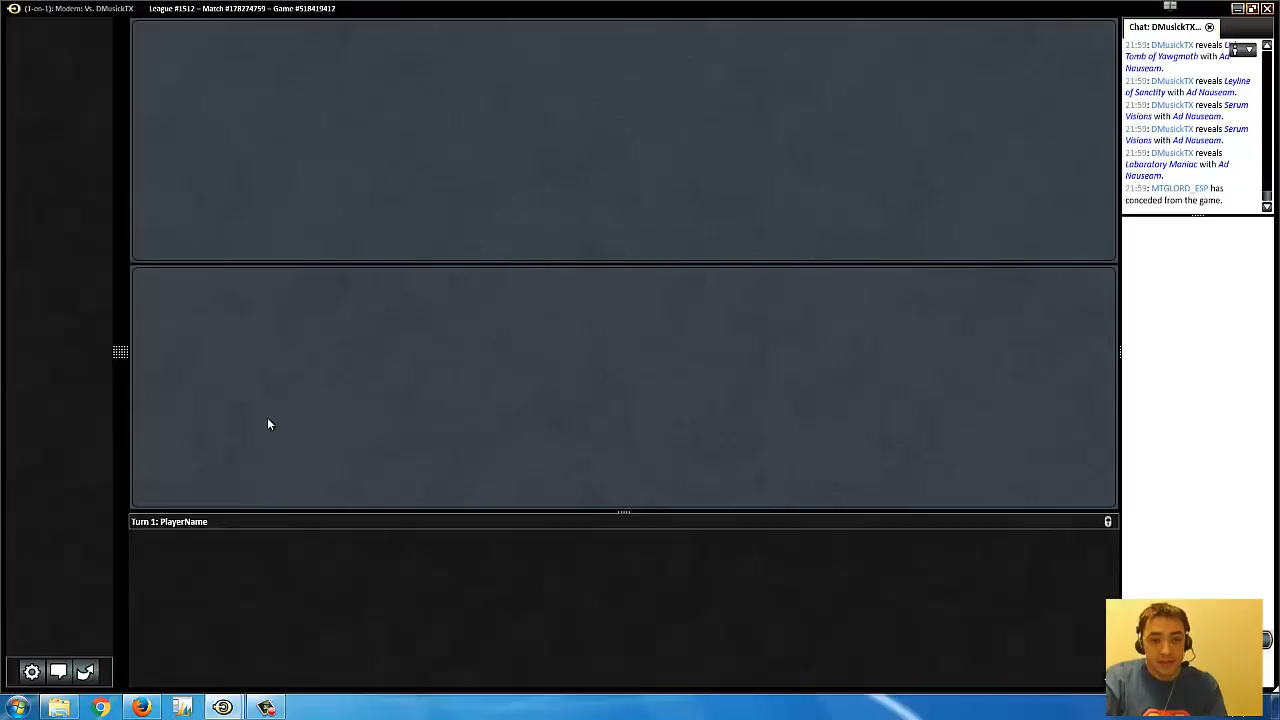 (1-on-1): Modern: Vs. DMusickTX League #1512 – Match #178274759 – Game #518419412
Chat: DMusickTX...
21:59: DMusickTX reveals
Tomb of Yawgmoth with Ad
Nauseam.
21:59: DMusickTX reveals Leyline
of Sanctity with Ad Nauseam.
21:59: DMusickTX reveals Serum
Visions with Ad Nauseam.
21:59: DMusickTX reveals Serum
Visions with Ad Nauseam.
21:59: DMusickTX reveals
Laboratory Maniac with Ad
Nauseam.
21:59: MTGLORD_ESP has
conceded from the game.
Turn 1: PlayerName